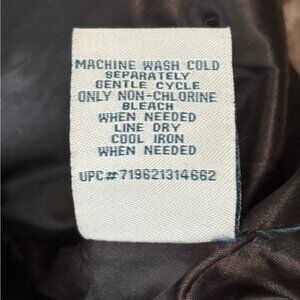 MACHINE WASH COLD
SEPARATELY
GENTLE CYCLE
ONLY NON-CHLORINE
BLEACH
WHEN NEEDED
LINE DRY
COOL IRON
WHEN NEEDED
UPC#719621314662